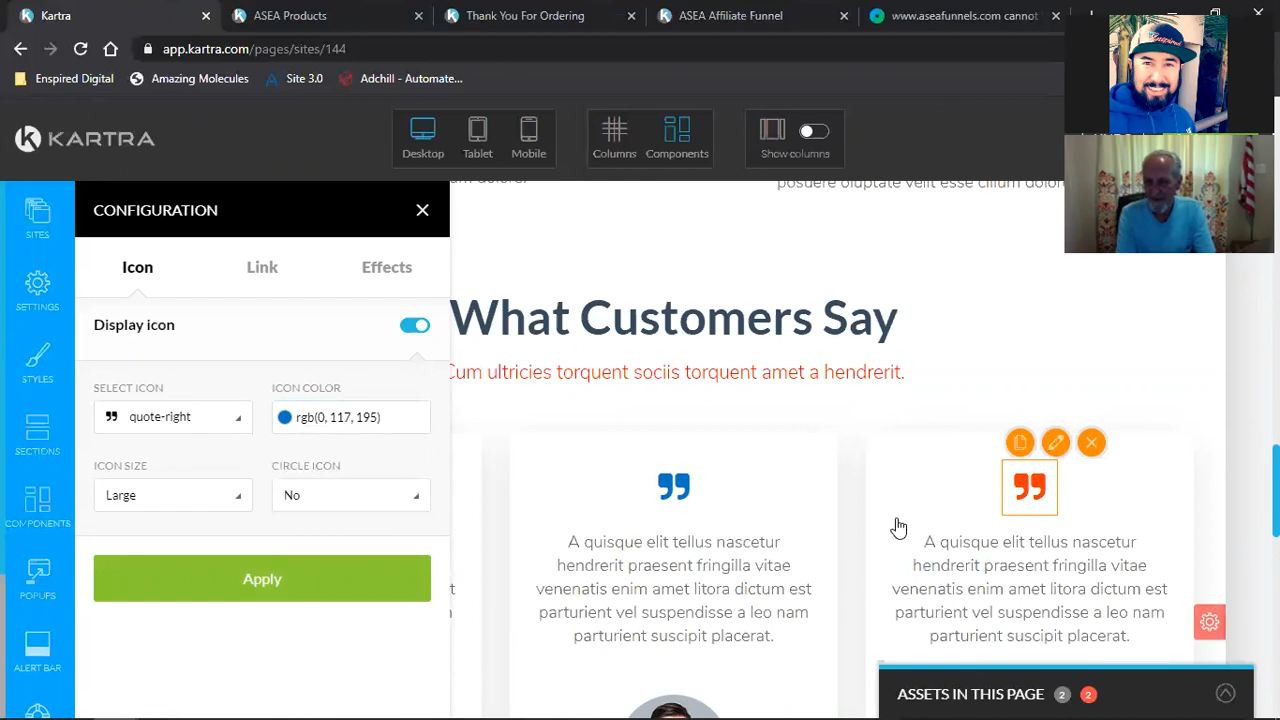 Kartra
ASEA Products
Thank You For Ordering
ASEA Affiliate Funnel
www.aseafunnels.com cannot
app.kartra.com/pages/sites/144
Enspired Digital
Amazing Molecules
Site 3.0
Adchill - Automate...
KARTRA
Desktop
Tablet
Mobile
Columns
Components
Show columns
posuere oluptate velit esse cillum dolore
SITES
SETTINGS
STYLES
SECTIONS
COMPONENTS
POPUPS
ALERT BAR
CONFIGURATION
Icon
Link
Effects
Display icon
SELECT ICON
quote-right
ICON COLOR
rgb(0, 117, 195)
ICON SIZE
Large
CIRCLE ICON
No
Apply
What Customers Say
Cum ultricies torquent sociis torquent amet a hendrerit.
A quisque elit tellus nascetur
hendrerit praesent fringilla vitae
venenatis enim amet litora dictum est
parturient vel suspendisse a leo nam
parturient suscipit placerat.
A quisque elit tellus nascetur
hendrerit praesent fringilla vitae
venenatis enim amet litora dictum est
parturient vel suspendisse a leo nam
parturient suscipit placerat.
ASSETS IN THIS PAGE 2 2